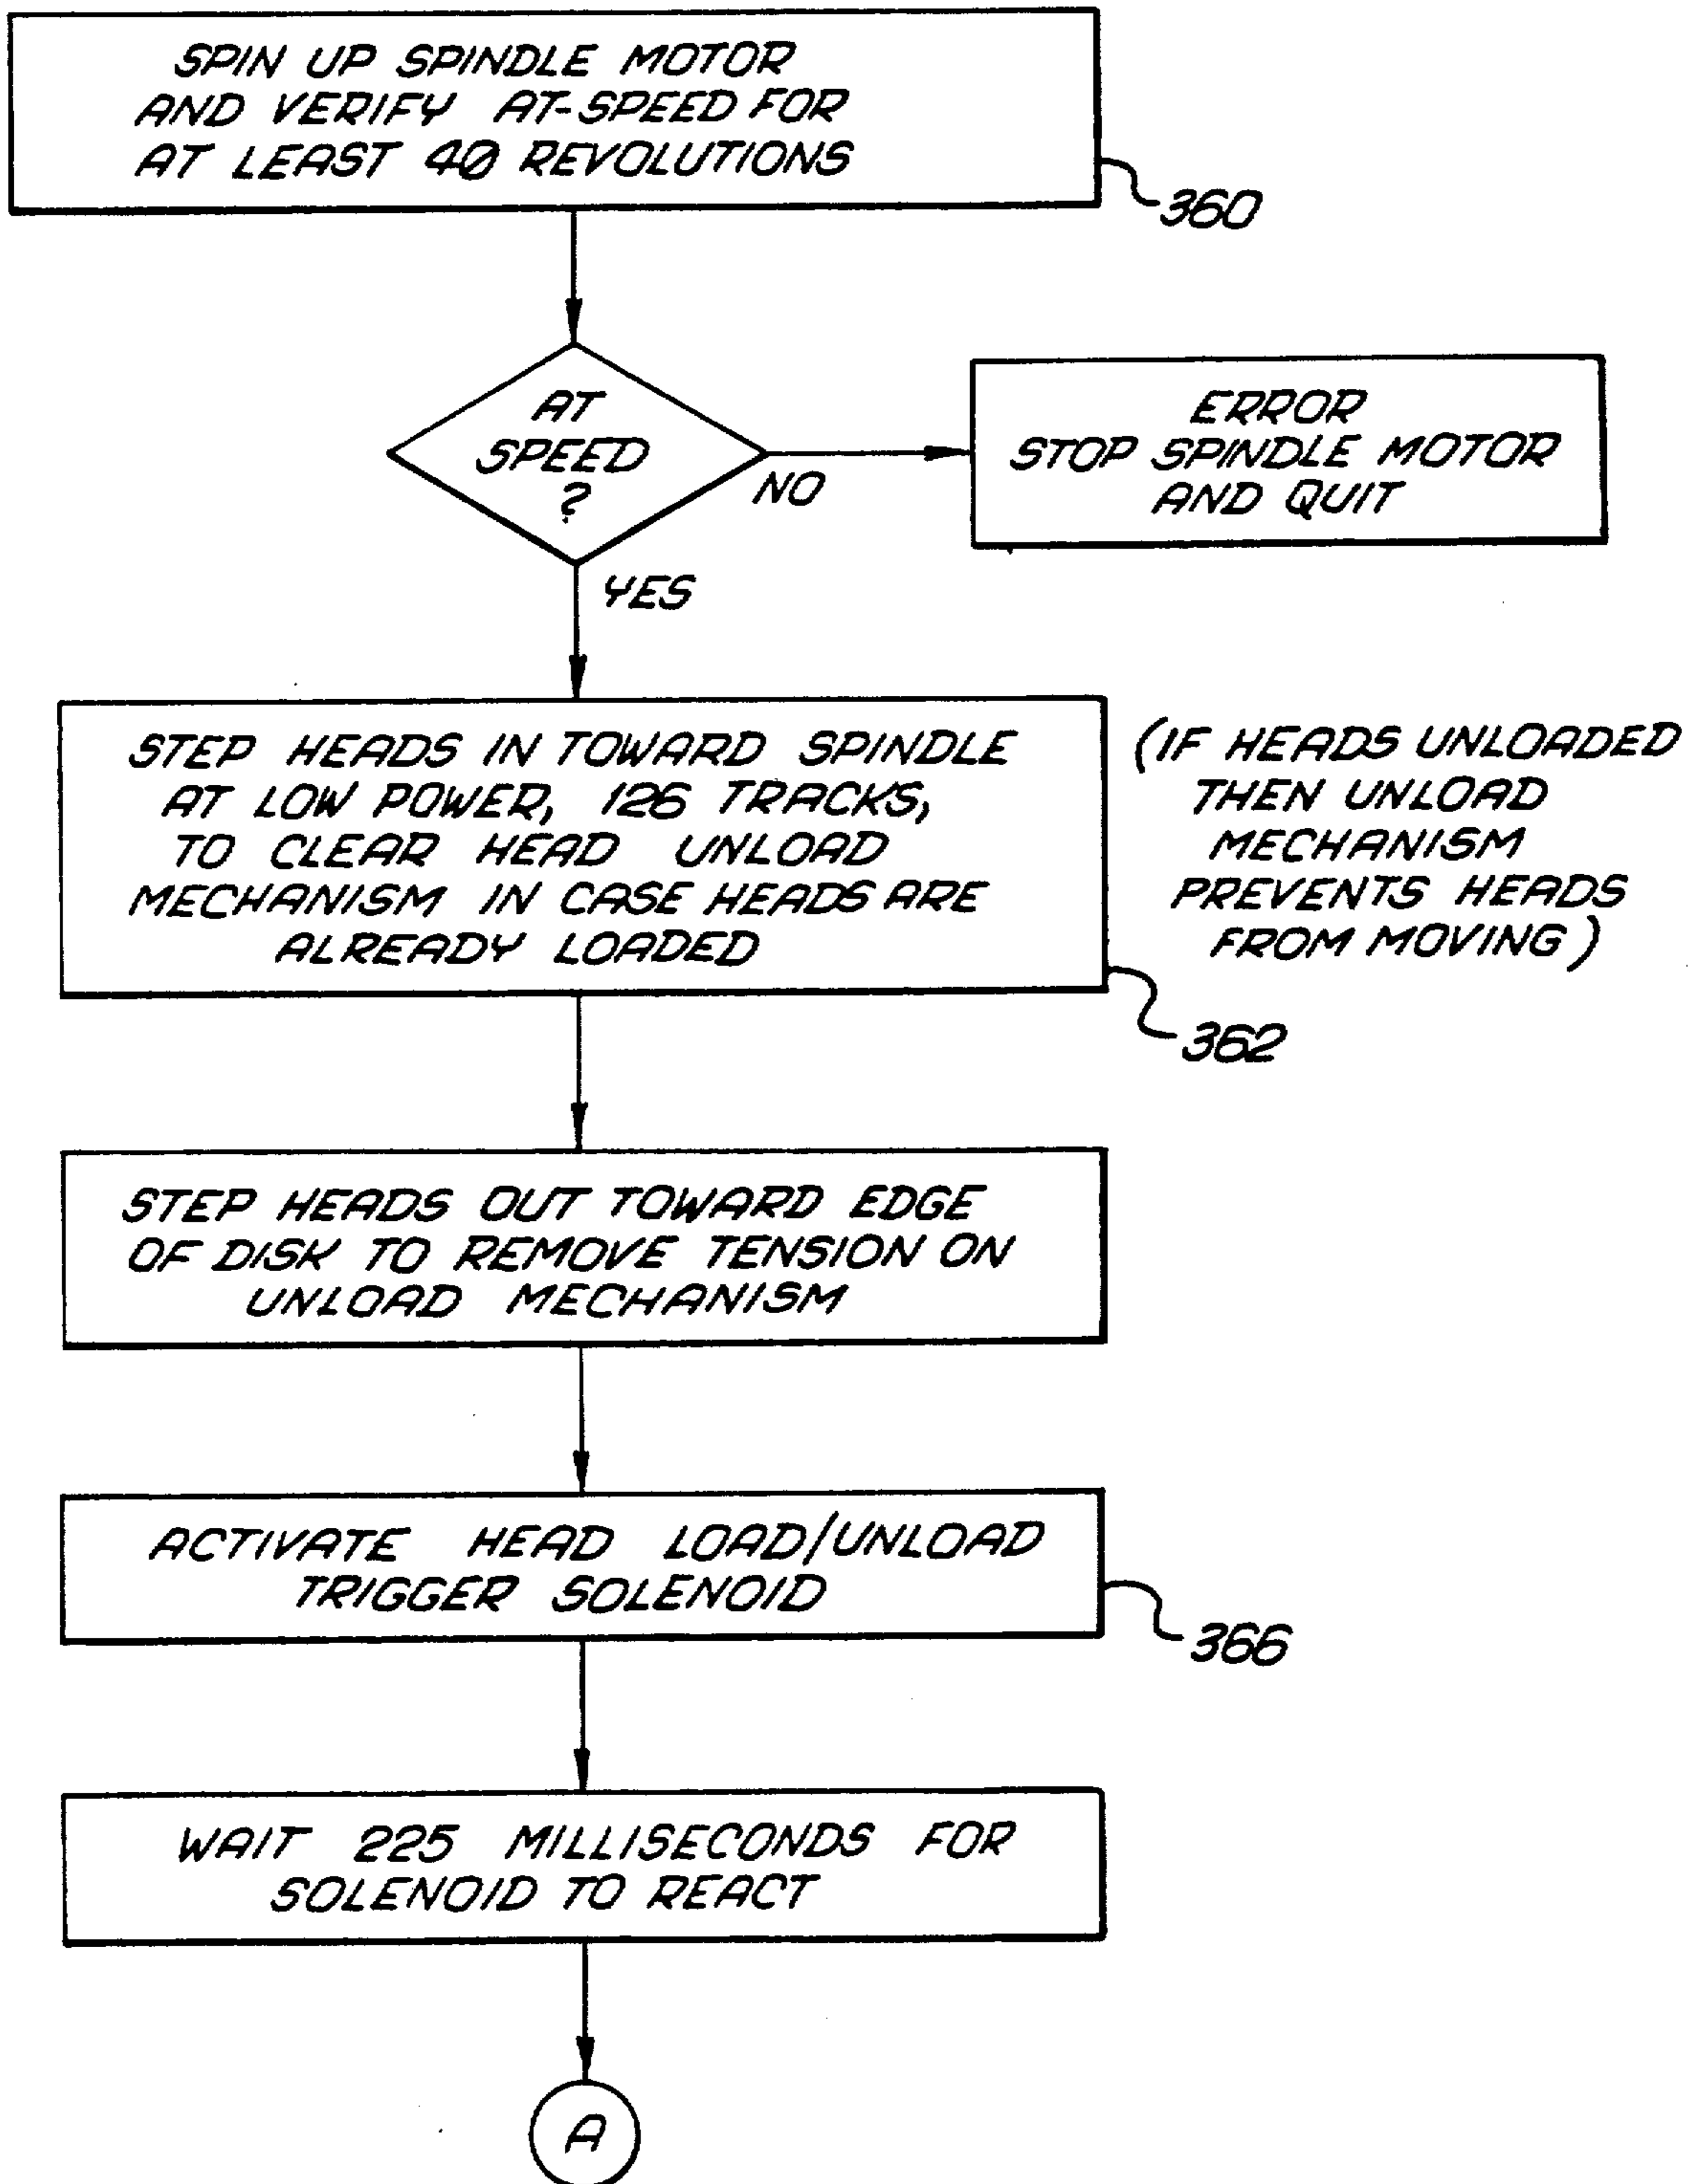 SPIN UP SPINDLE MOTOR
AND VERIFY AT-SPEED FOR
AT LEAST 40 REVOLUTIONS
360
AT
SPEED
?
NO
ERROR
STOP SPINDLE MOTOR
AND QUIT
YES
STEP HEADS IN TOWARD SPINDLE
AT LOW POWER, 126 TRACKS,
TO CLEAR HEAD UNLOAD
MECHANISM IN CASE HEADS ARE
ALREADY LOADED
(IF HEADS UNLOADED
THEN UNLOAD
MECHANISM
PREVENTS HEADS
FROM MOVING)
362
STEP HEADS OUT TOWARD EDGE
OF DISK TO REMOVE TENSION ON
UNLOAD MECHANISM
ACTIVATE HEAD LOAD/UNLOAD
TRIGGER SOLENOID
366
WAIT 225 MILLISECONDS FOR
SOLENOID TO REACT
A